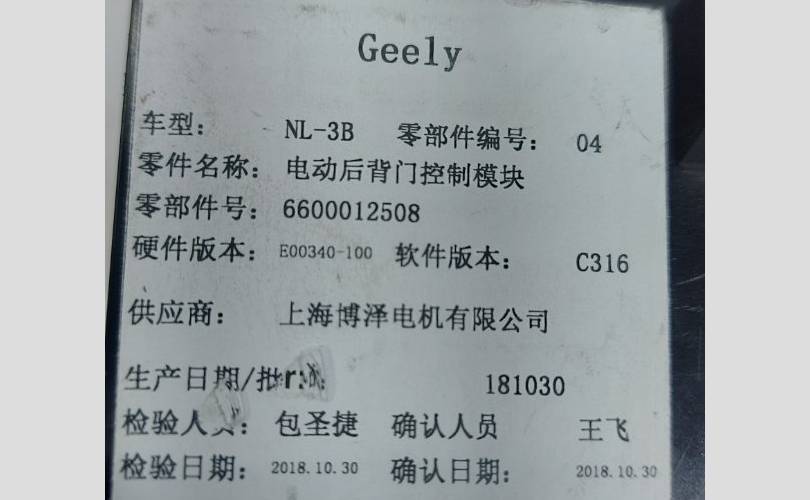 Geely
车型： NL-3B 零部件编号： 04
零件名称： 电动后背门控制模块
零部件号： 6600012508
硬件版本： E00340-100 软件版本： C316
供应商： 上海博泽电机有限公司
生产日期/批 181030
检验人 ： 包圣捷 确认人员 王飞
检验日期： 2018.10.30 确认日期： 2018.10.30